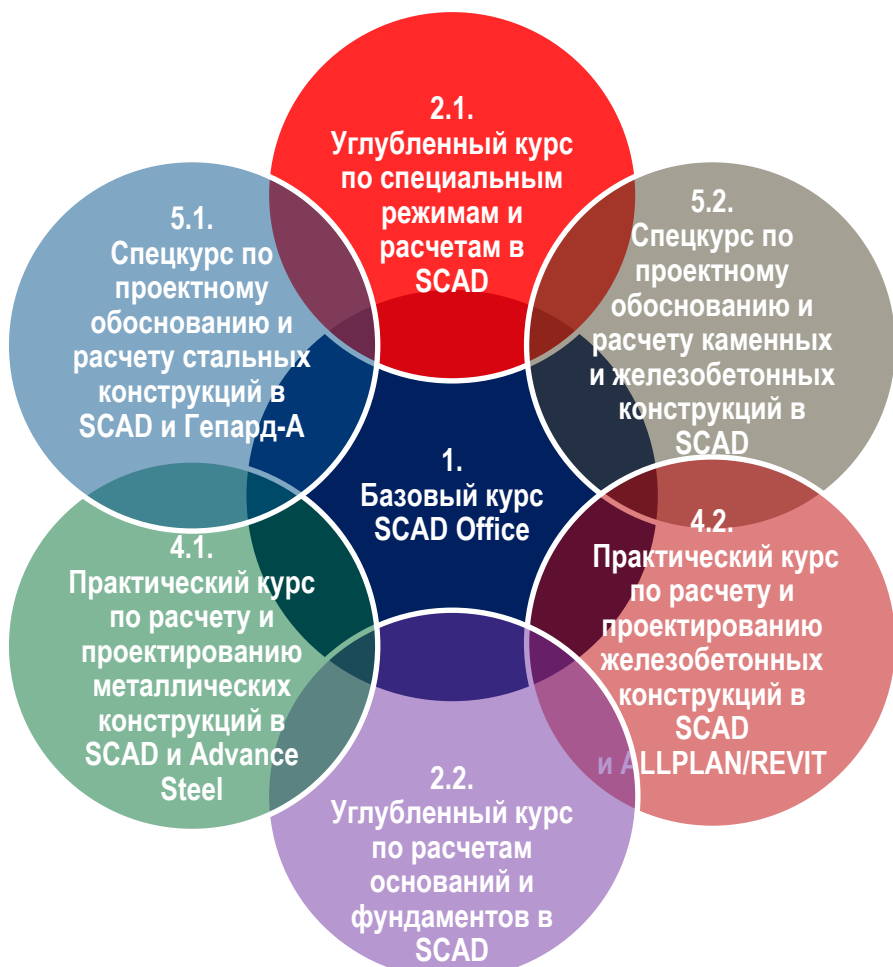 2.1.
Углубленный курс
по специальным
режимам и
расчетам в
SCAD
5.1.
Спецкурс по
проектному
обоснованию и
расчету стальных
конструкций в
SCAD и Гепард-А
5.2.
Спецкурс по
проектному
обоснованию и
расчету каменных
и железобетонных
конструкций в
SCAD
1.
Базовый курс
SCAD Office
4.1.
Практический курс
по расчету и
проектированию
металлических
конструкций в
SCAD и Advance
Steel
4.2.
Практический курс
по расчету и
проектированию
железобетонных
конструкций в
SCAD
и ALLPLAN/REVIT
2.2.
Углубленный курс
по расчетам
оснований и
фундаментов в
SCAD